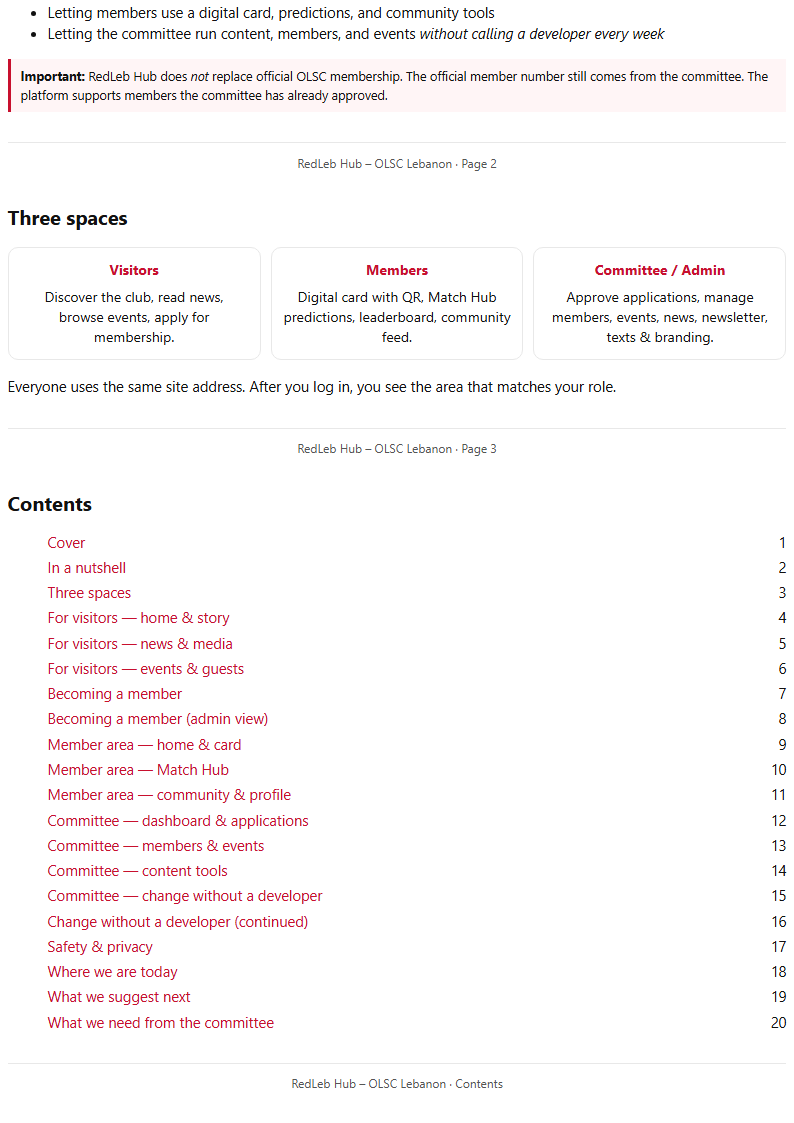 Letting members use a digital card, predictions, and community tools
Letting the committee run content, members, and events without calling a developer every week
Important: RedLeb Hub does not replace official OLSC membership. The official member number still comes from the committee. The
platform supports members the committee has already approved.
RedLeb Hub – OLSC Lebanon · Page 2
Three spaces
Visitors
Discover the club, read news,
browse events, apply for
membership.
Members
Digital card with QR, Match Hub
predictions, leaderboard, community
feed.
Committee / Admin
Approve applications, manage
members, events, news, newsletter,
texts & branding.
Everyone uses the same site address. After you log in, you see the area that matches your role.
RedLeb Hub – OLSC Lebanon · Page 3
Contents
Cover 1
In a nutshell 2
Three spaces 3
For visitors — home & story 4
For visitors — news & media 5
For visitors — events & guests 6
Becoming a member 7
Becoming a member (admin view) 8
Member area — home & card 9
Member area — Match Hub 10
Member area — community & profile 11
Committee — dashboard & applications 12
Committee — members & events 13
Committee — content tools 14
Committee — change without a developer 15
Change without a developer (continued) 16
Safety & privacy 17
Where we are today 18
What we suggest next 19
What we need from the committee 20
RedLeb Hub – OLSC Lebanon · Contents